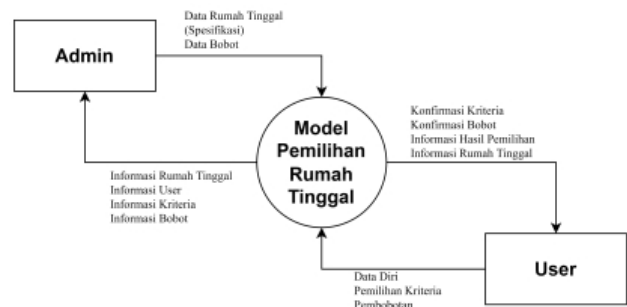 Data Rumah Tinggal
(Spesifikasi)
Data Bobot
Admin
Model
Pemilihan
Rumah
Tinggal
Konfirmasi Kriteria
Konfirmasi Bobot
Informasi Hasil Pemilihan
Informasi Rumah Tinggal
Informasi Rumah Tinggal
Informasi User
Informasi Kriteria
Informasi Bobot
User
Data Diri
Pemilihan Kriteria
Pembobotan